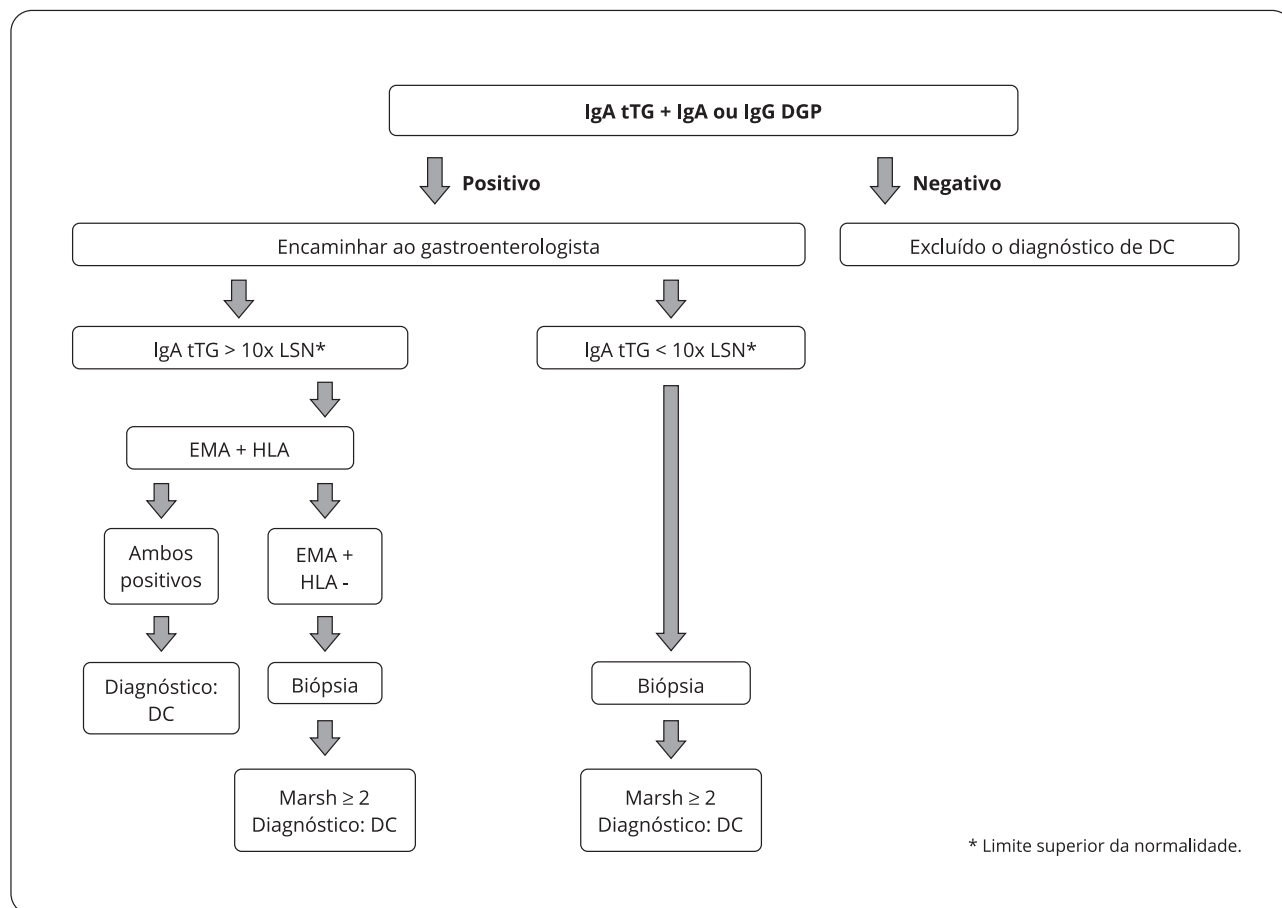 IgA tTG + IgA ou IgG DGP
Positivo
Negativo
Encaminhar ao gastroenterologista
Excluído o diagnóstico de DC
IgA tTG > 10x LSN*
IgA tTG < 10x LSN*
EMA + HLA
Ambos
positivos
EMA +
HLA -
Diagnóstico:
DC
Biópsia
Biópsia
Marsh ≥ 2
Diagnóstico: DC
Marsh ≥ 2
Diagnóstico: DC
* Limite superior da normalidade.